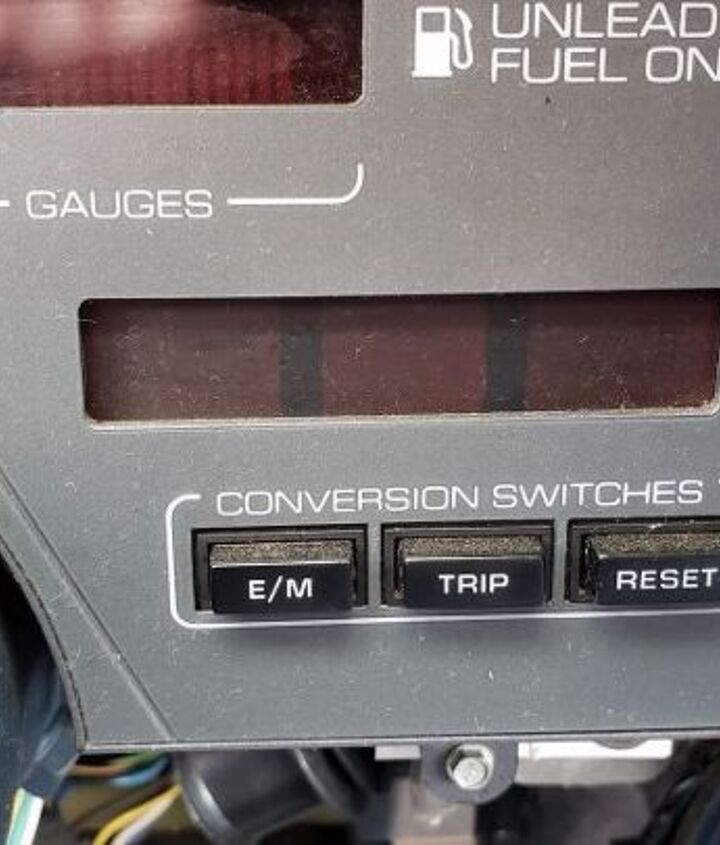 UNLEAD
FUEL ON
GAUGES
CONVERSION SWITCHES
E/M
TRIP
RESET